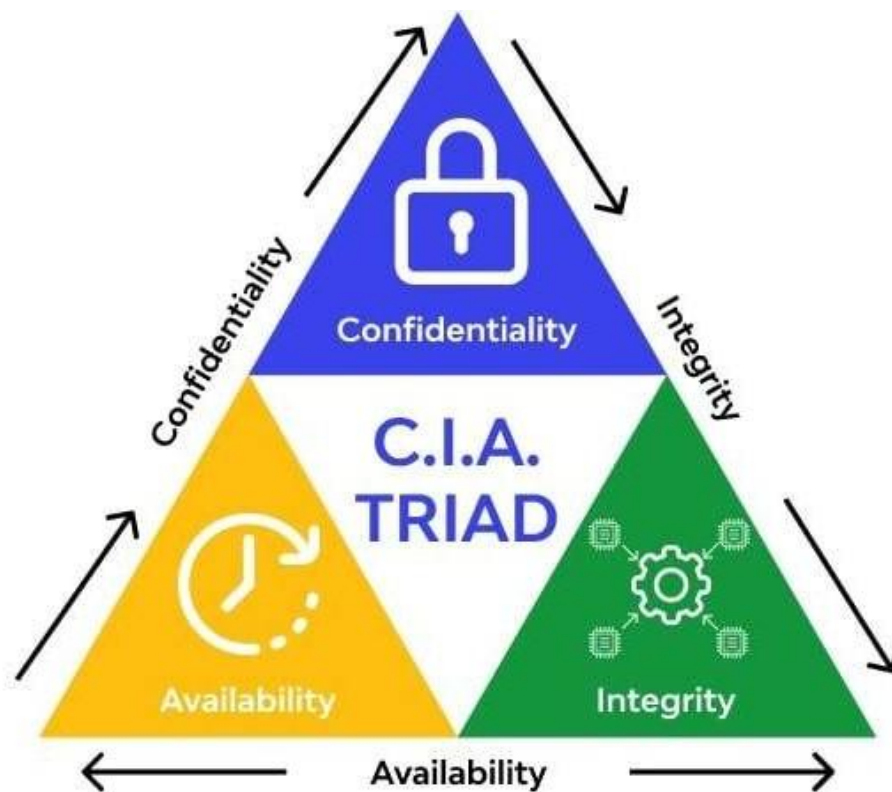 Confidentiality
Confidentiality
Integrity
C.I.A.
TRIAD
Availability
Integrity
Availability